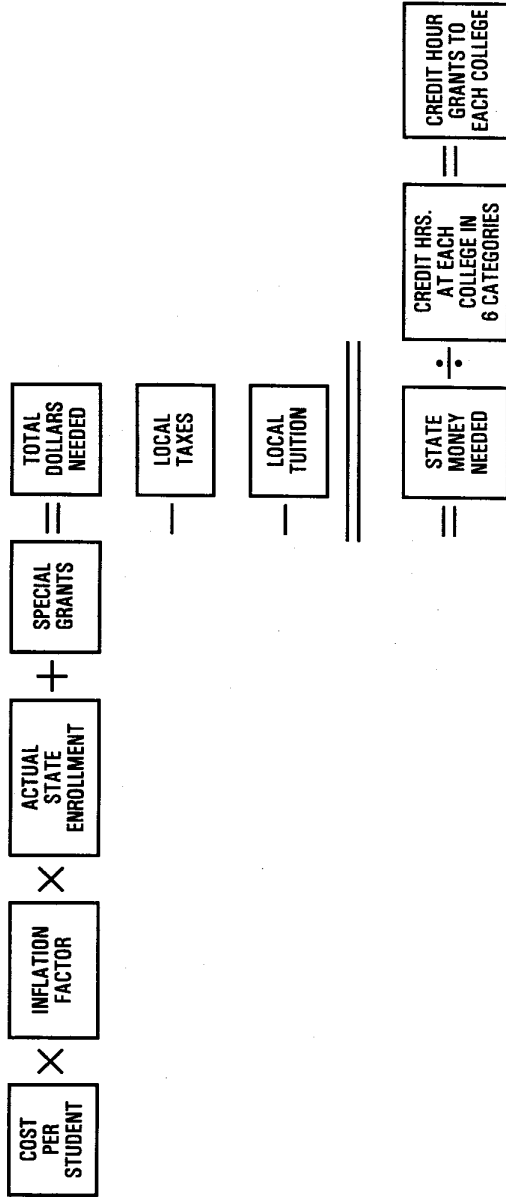 COST
PER
STUDENT
×
INFLATION
FACTOR
×
ACTUAL
STATE
ENROLLMENT
+
SPECIAL
GRANTS
=
TOTAL
DOLLARS
NEEDED
−
LOCAL
TAXES
−
LOCAL
TUITION
=
STATE
MONEY
NEEDED
÷
CREDIT HRS.
AT EACH
COLLEGE IN
6 CATEGORIES
=
CREDIT HOUR
GRANTS TO
EACH COLLEGE